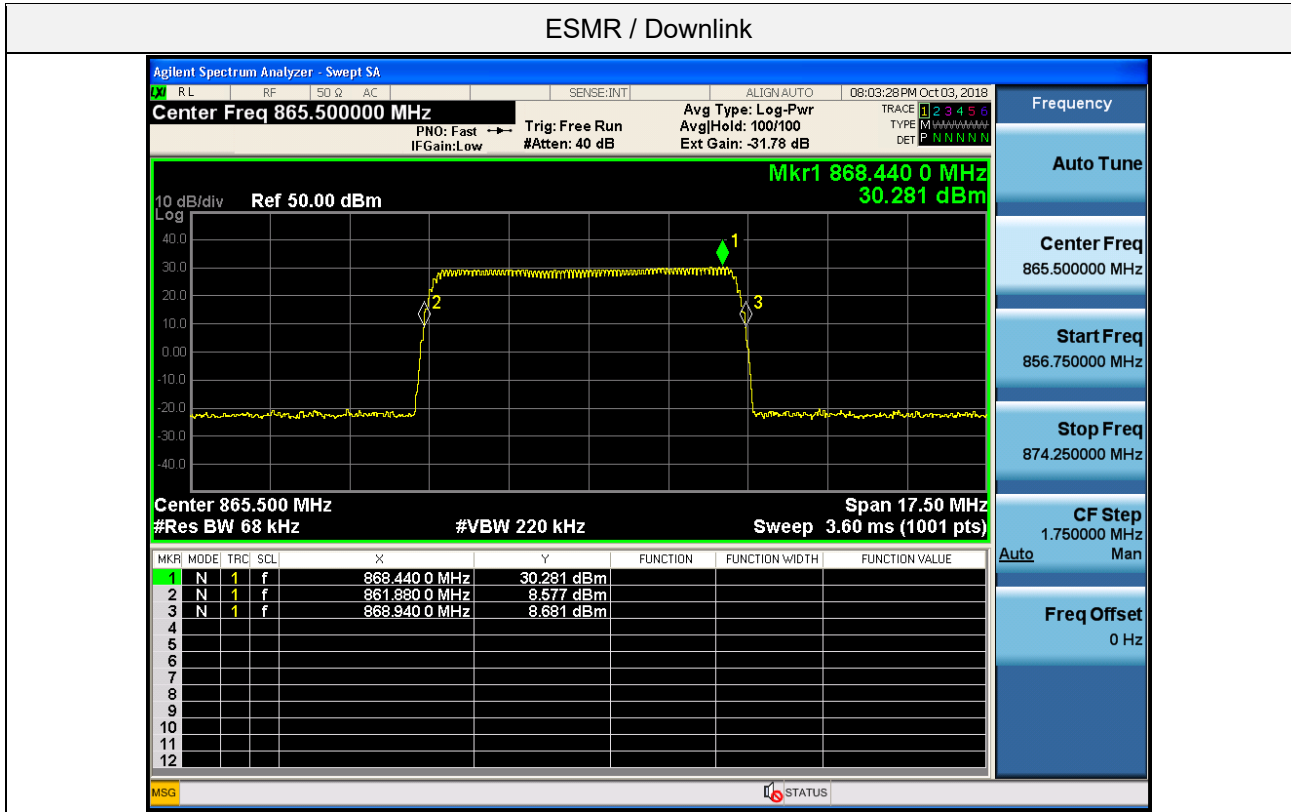 ESMR / Downlink
Agilent Spectrum Analyzer - Swept SA
LXI RL RF 50 Ω AC SENSE:INT ALIGN AUTO 08:03:28 PM Oct 03, 2018
Center Freq 865.500000 MHz
PNO: Fast
IFGain:Low
Trig: Free Run
#Atten: 40 dB
Avg Type: Log-Pwr
Avg|Hold: 100/100
Ext Gain: -31.78 dB
TRACE 1 2 3 4 5 6
TYPE M
DET P N N N N N
Frequency
Mkr1 868.440 0 MHz
30.281 dBm
10 dB/div Ref 50.00 dBm
Log
40.0
30.0
20.0
10.0
0.00
-10.0
-20.0
-30.0
-40.0
1
2
3
Center 865.500 MHz Span 17.50 MHz
#Res BW 68 kHz #VBW 220 kHz Sweep 3.60 ms (1001 pts)
MKR MODE TRC SCL X Y FUNCTION FUNCTION WIDTH FUNCTION VALUE
1 N 1 f 868.440 0 MHz 30.281 dBm
2 N 1 f 861.880 0 MHz 8.577 dBm
3 N 1 f 868.940 0 MHz 8.681 dBm
4
5
6
7
8
9
10
11
12
Auto Tune
Center Freq
865.500000 MHz
Start Freq
856.750000 MHz
Stop Freq
874.250000 MHz
CF Step
1.750000 MHz
Auto Man
Freq Offset
0 Hz
MSG STATUS